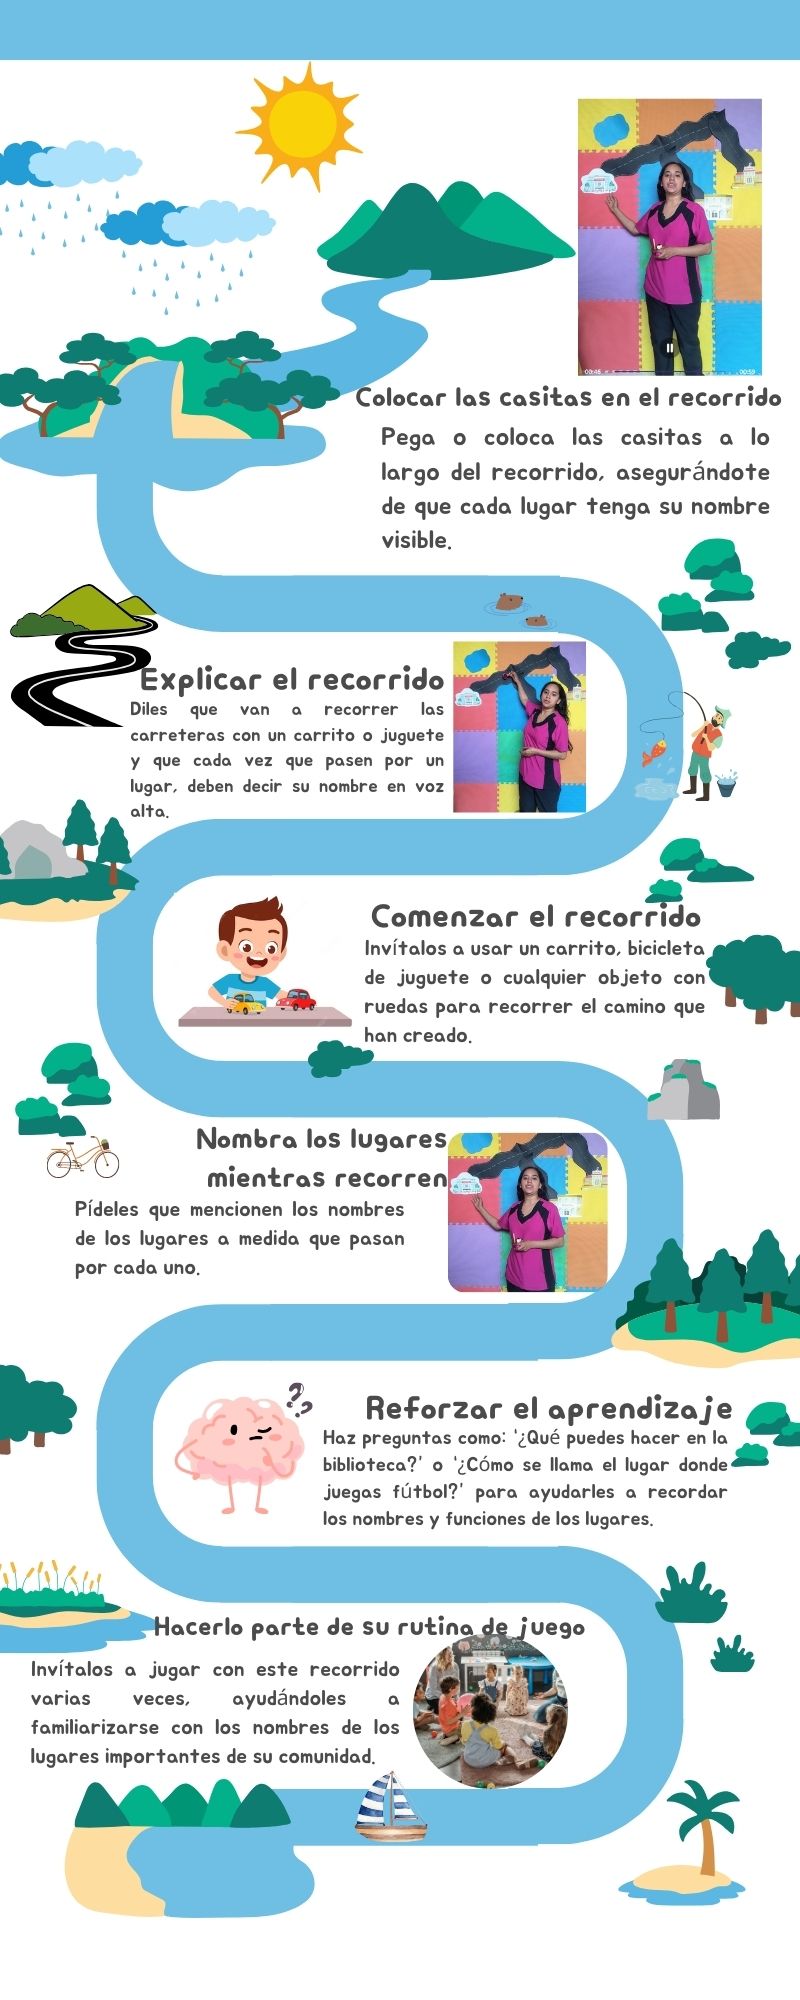 03:46
00:59
Colocar las casitas en el recorrido
Pega o coloca las casitas a lo
largo del recorrido, asegurándote
de que cada lugar tenga su nombre
visible.
Explicar el recorrido
Diles que van a recorrer las
carreteras con un carrito o juguete
y que cada vez que pasen por un
lugar, deben decir su nombre en voz
alta.
Comenzar el recorrido
Invítalos a usar un carrito, bicicleta
de juguete o cualquier objeto con
ruedas para recorrer el camino que
han creado.
Nombra los lugares
mientras recorren
Pídeles que mencionen los nombres
de los lugares a medida que pasan
por cada uno.
Reforzar el aprendizaje
Haz preguntas como: '¿Qué puedes hacer en la
biblioteca?' o '¿Cómo se llama el lugar donde
juegas fútbol?' para ayudarles a recordar
los nombres y funciones de los lugares.
Hacerlo parte de su rutina de juego
Invítalos a jugar con este recorrido
varias veces, ayudándoles a
familiarizarse con los nombres de los
lugares importantes de su comunidad.